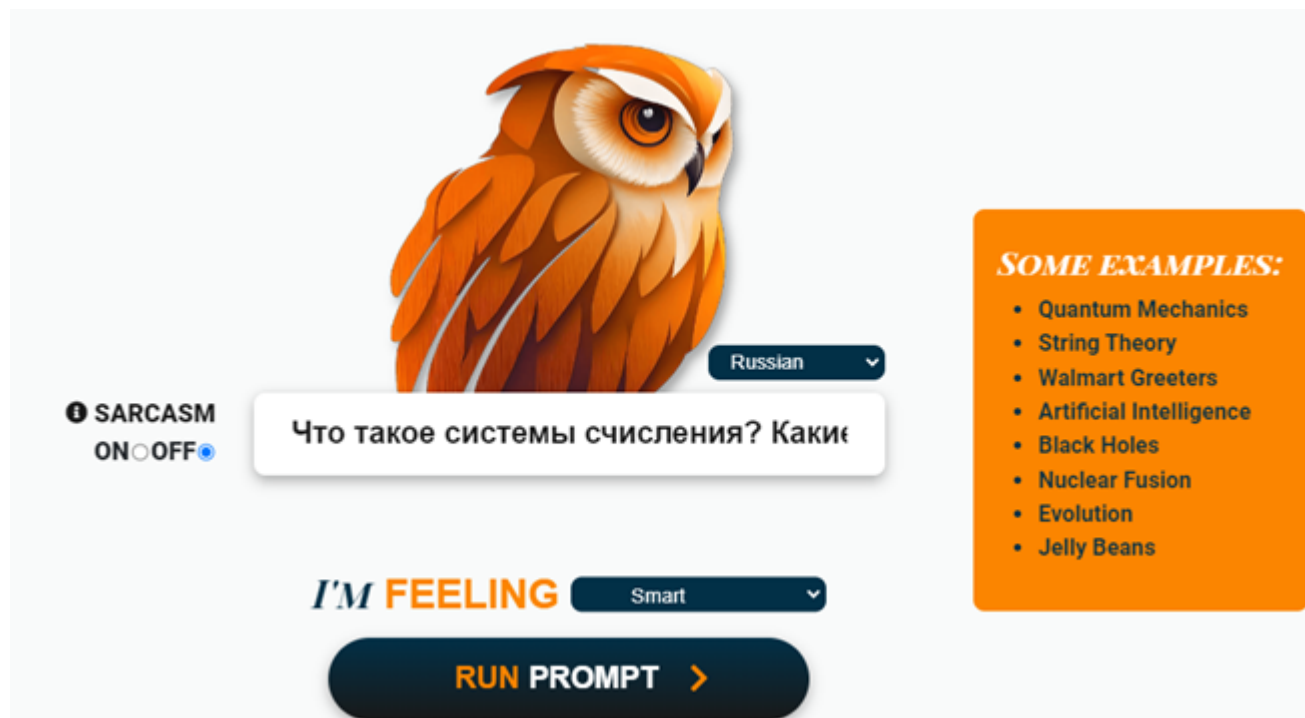 Russian
SARCASM
ON OFF
Что такое системы счисления? Какие
I'M FEELING Smart
RUN PROMPT
SOME EXAMPLES:
Quantum Mechanics
String Theory
Walmart Greeters
Artificial Intelligence
Black Holes
Nuclear Fusion
Evolution
Jelly Beans